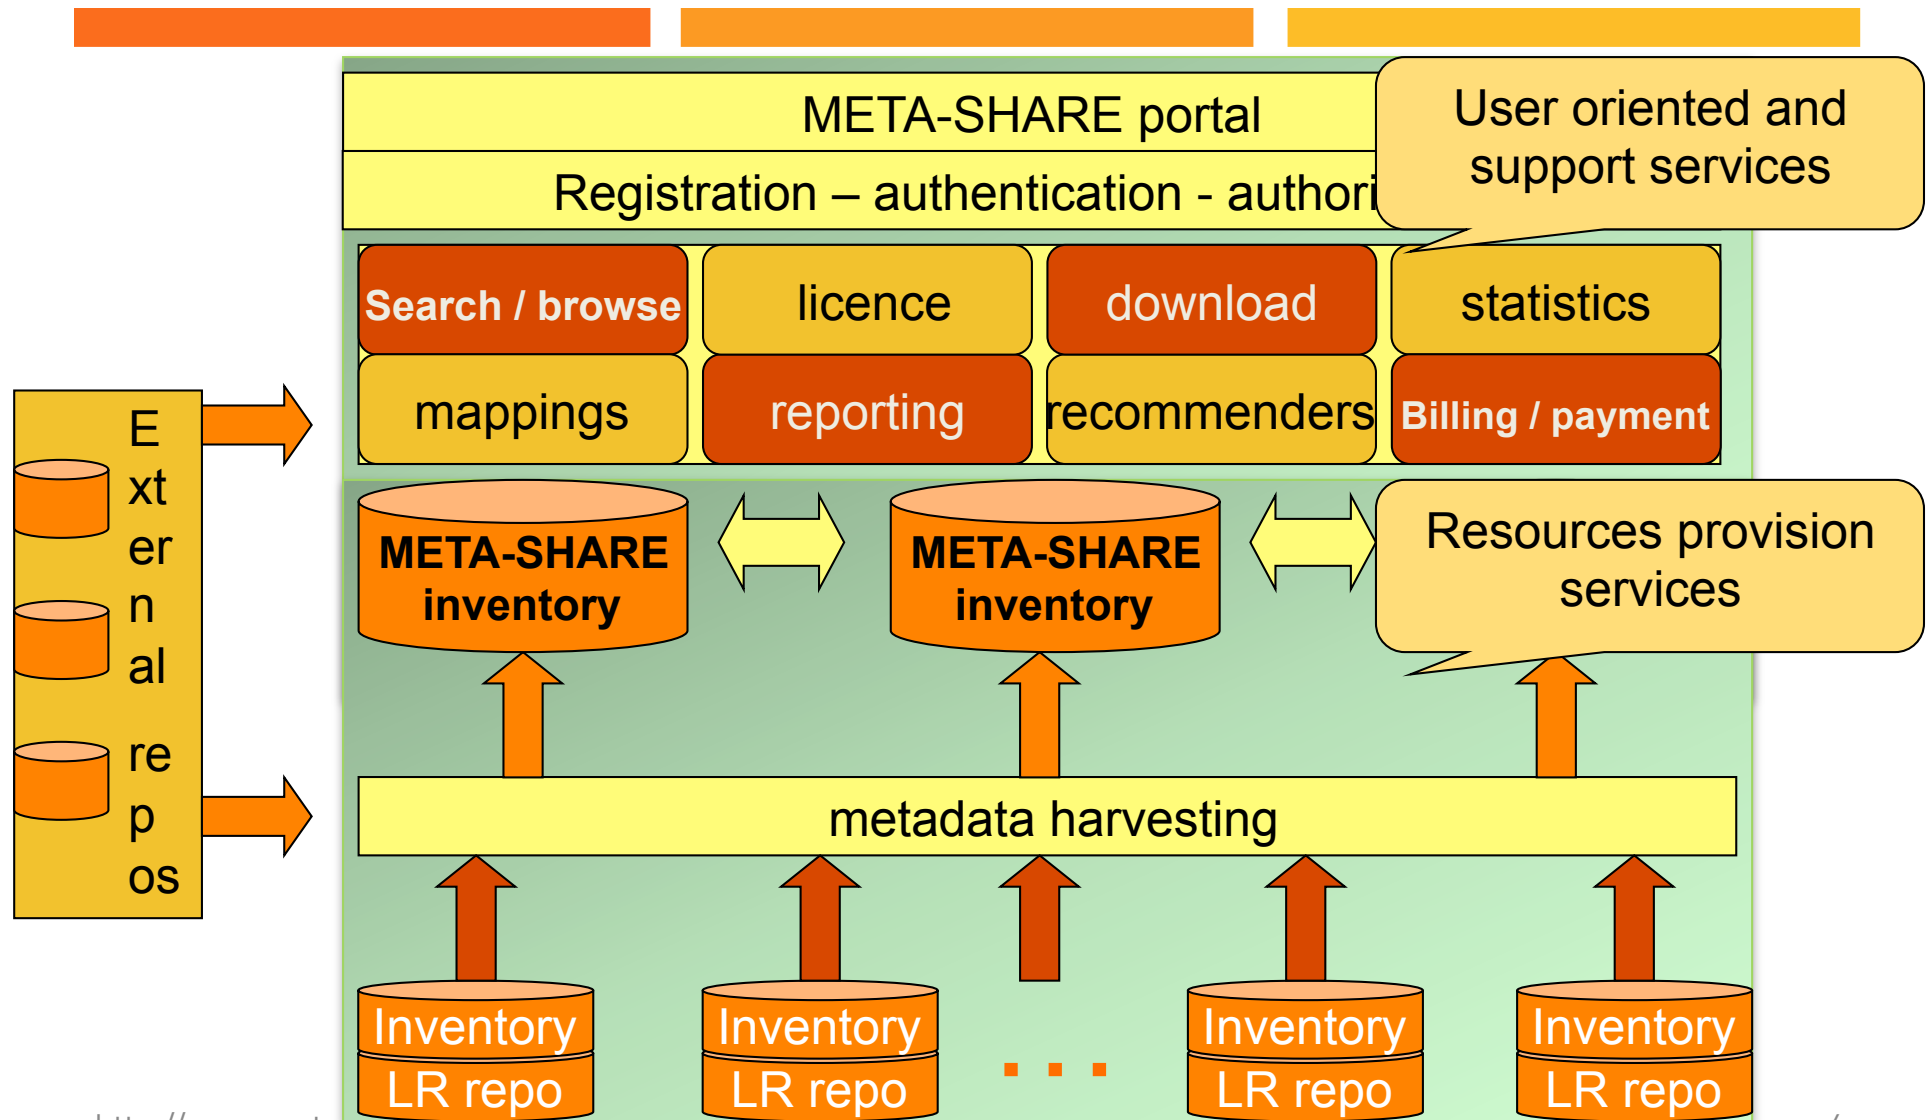 META-SHARE portal
Registration – authentication - authori
User oriented and
support services
Search / browse
licence
download
statistics
mappings
reporting
recommenders
Billing / payment
E
xt
er
n
al
re
p
os
META-SHARE
inventory
META-SHARE
inventory
Resources provision
services
metadata harvesting
Inventory
LR repo
Inventory
LR repo
. . .
Inventory
LR repo
Inventory
LR repo